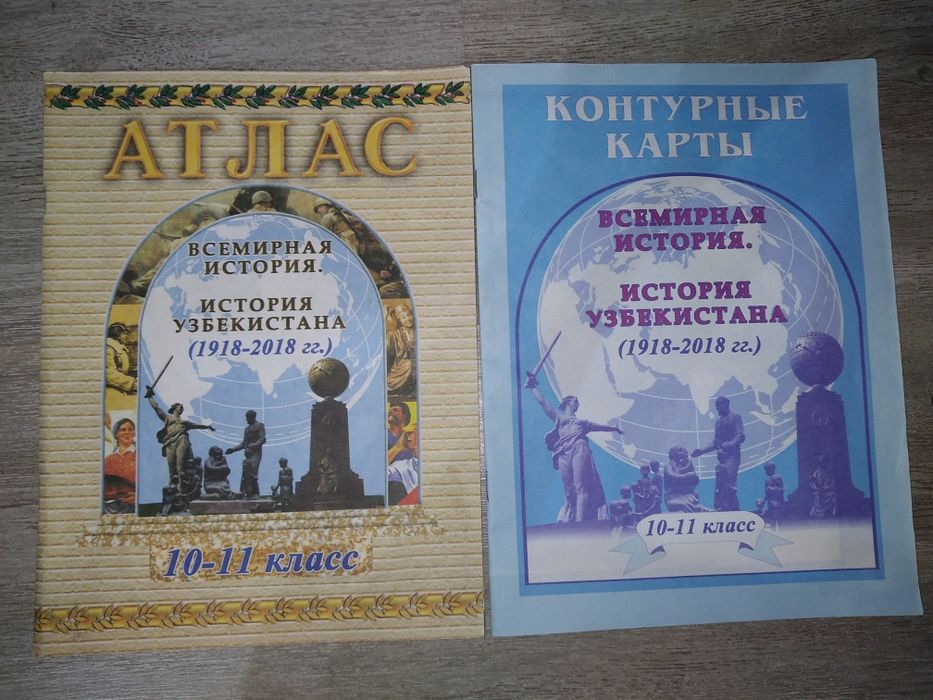 АТЛАС
ВСЕМИРНАЯ
ИСТОРИЯ.
ИСТОРИЯ
УЗБЕКИСТАНА
(1918-2018 гг.)
10-11 класс
КОНТУРНЫЕ
КАРТЫ
ВСЕМИРНАЯ
ИСТОРИЯ.
ИСТОРИЯ
УЗБЕКИСТАНА
(1918-2018 гг.)
10-11 класс